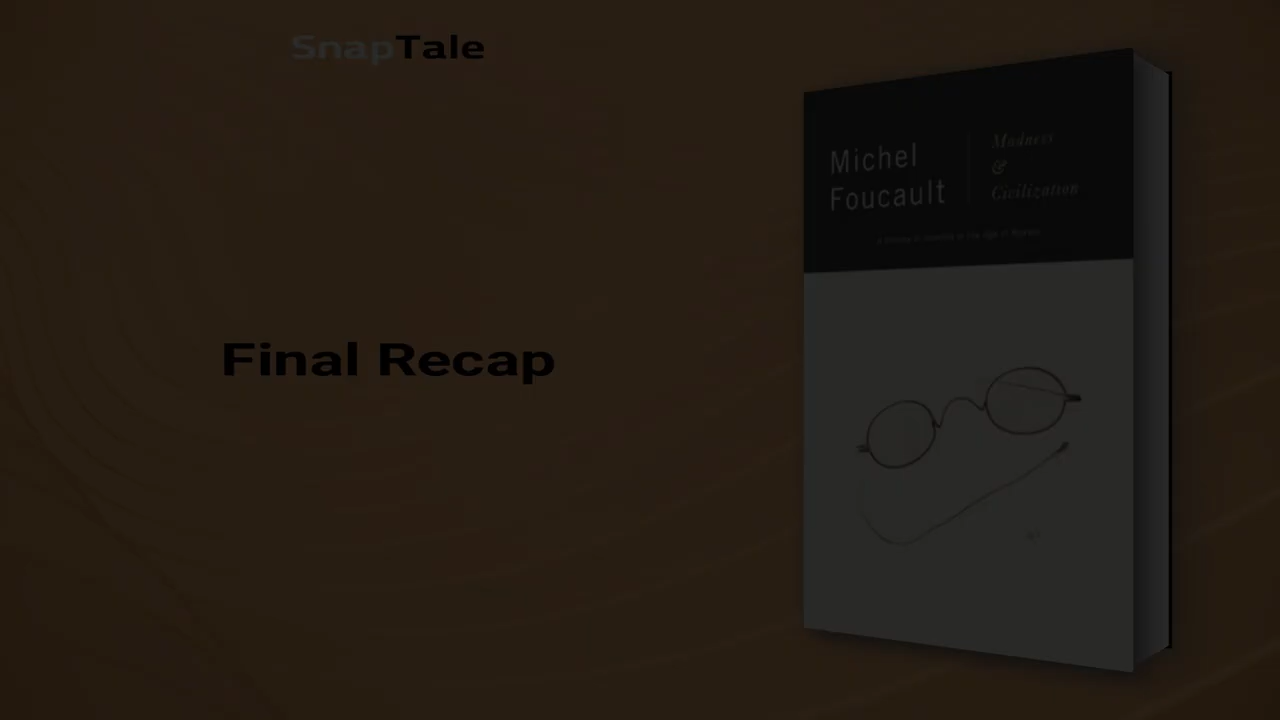 SnapTale
Michel
Foucault
Madness
&
Civilization
Final Recap